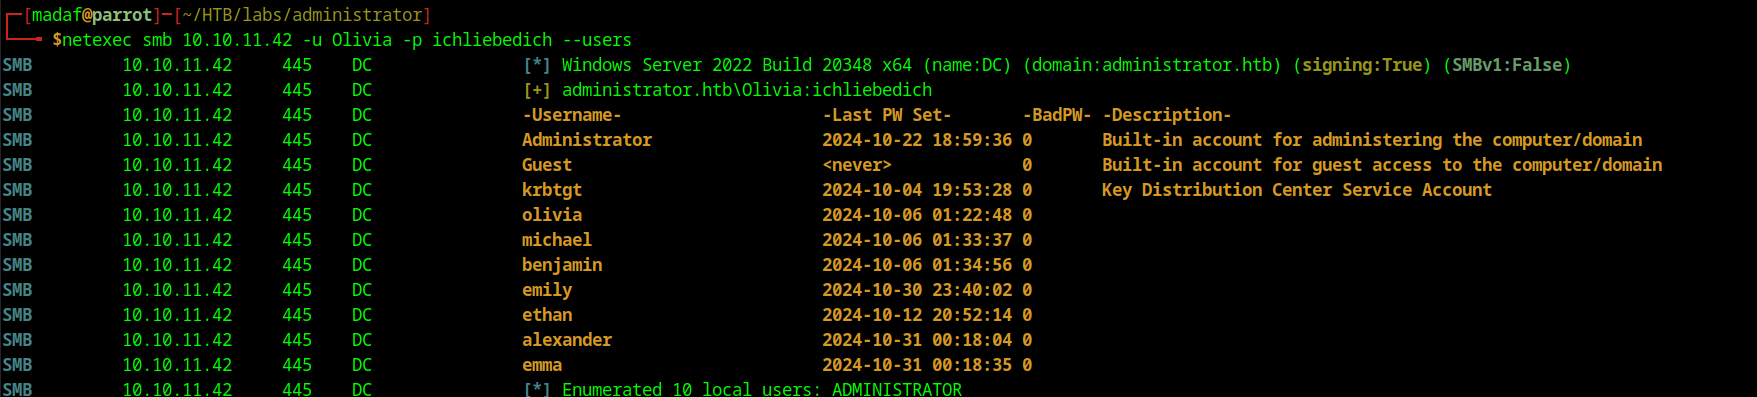 [madaf@parrot]─[~/HTB/labs/administrator]
$netexec smb 10.10.11.42 -u Olivia -p ichliebedich --users
SMB 10.10.11.42 445 DC [*] Windows Server 2022 Build 20348 x64 (name:DC) (domain:administrator.htb) (signing:True) (SMBv1:False)
SMB 10.10.11.42 445 DC [+] administrator.htb\Olivia:ichliebedich
SMB 10.10.11.42 445 DC -Username- -Last PW Set- -BadPW- -Description-
SMB 10.10.11.42 445 DC Administrator 2024-10-22 18:59:36 0 Built-in account for administering the computer/domain
SMB 10.10.11.42 445 DC Guest <never> 0 Built-in account for guest access to the computer/domain
SMB 10.10.11.42 445 DC krbtgt 2024-10-04 19:53:28 0 Key Distribution Center Service Account
SMB 10.10.11.42 445 DC olivia 2024-10-06 01:22:48 0
SMB 10.10.11.42 445 DC michael 2024-10-06 01:33:37 0
SMB 10.10.11.42 445 DC benjamin 2024-10-06 01:34:56 0
SMB 10.10.11.42 445 DC emily 2024-10-30 23:40:02 0
SMB 10.10.11.42 445 DC ethan 2024-10-12 20:52:14 0
SMB 10.10.11.42 445 DC alexander 2024-10-31 00:18:04 0
SMB 10.10.11.42 445 DC emma 2024-10-31 00:18:35 0
SMB 10.10.11.42 445 DC [*] Enumerated 10 local users: ADMINISTRATOR